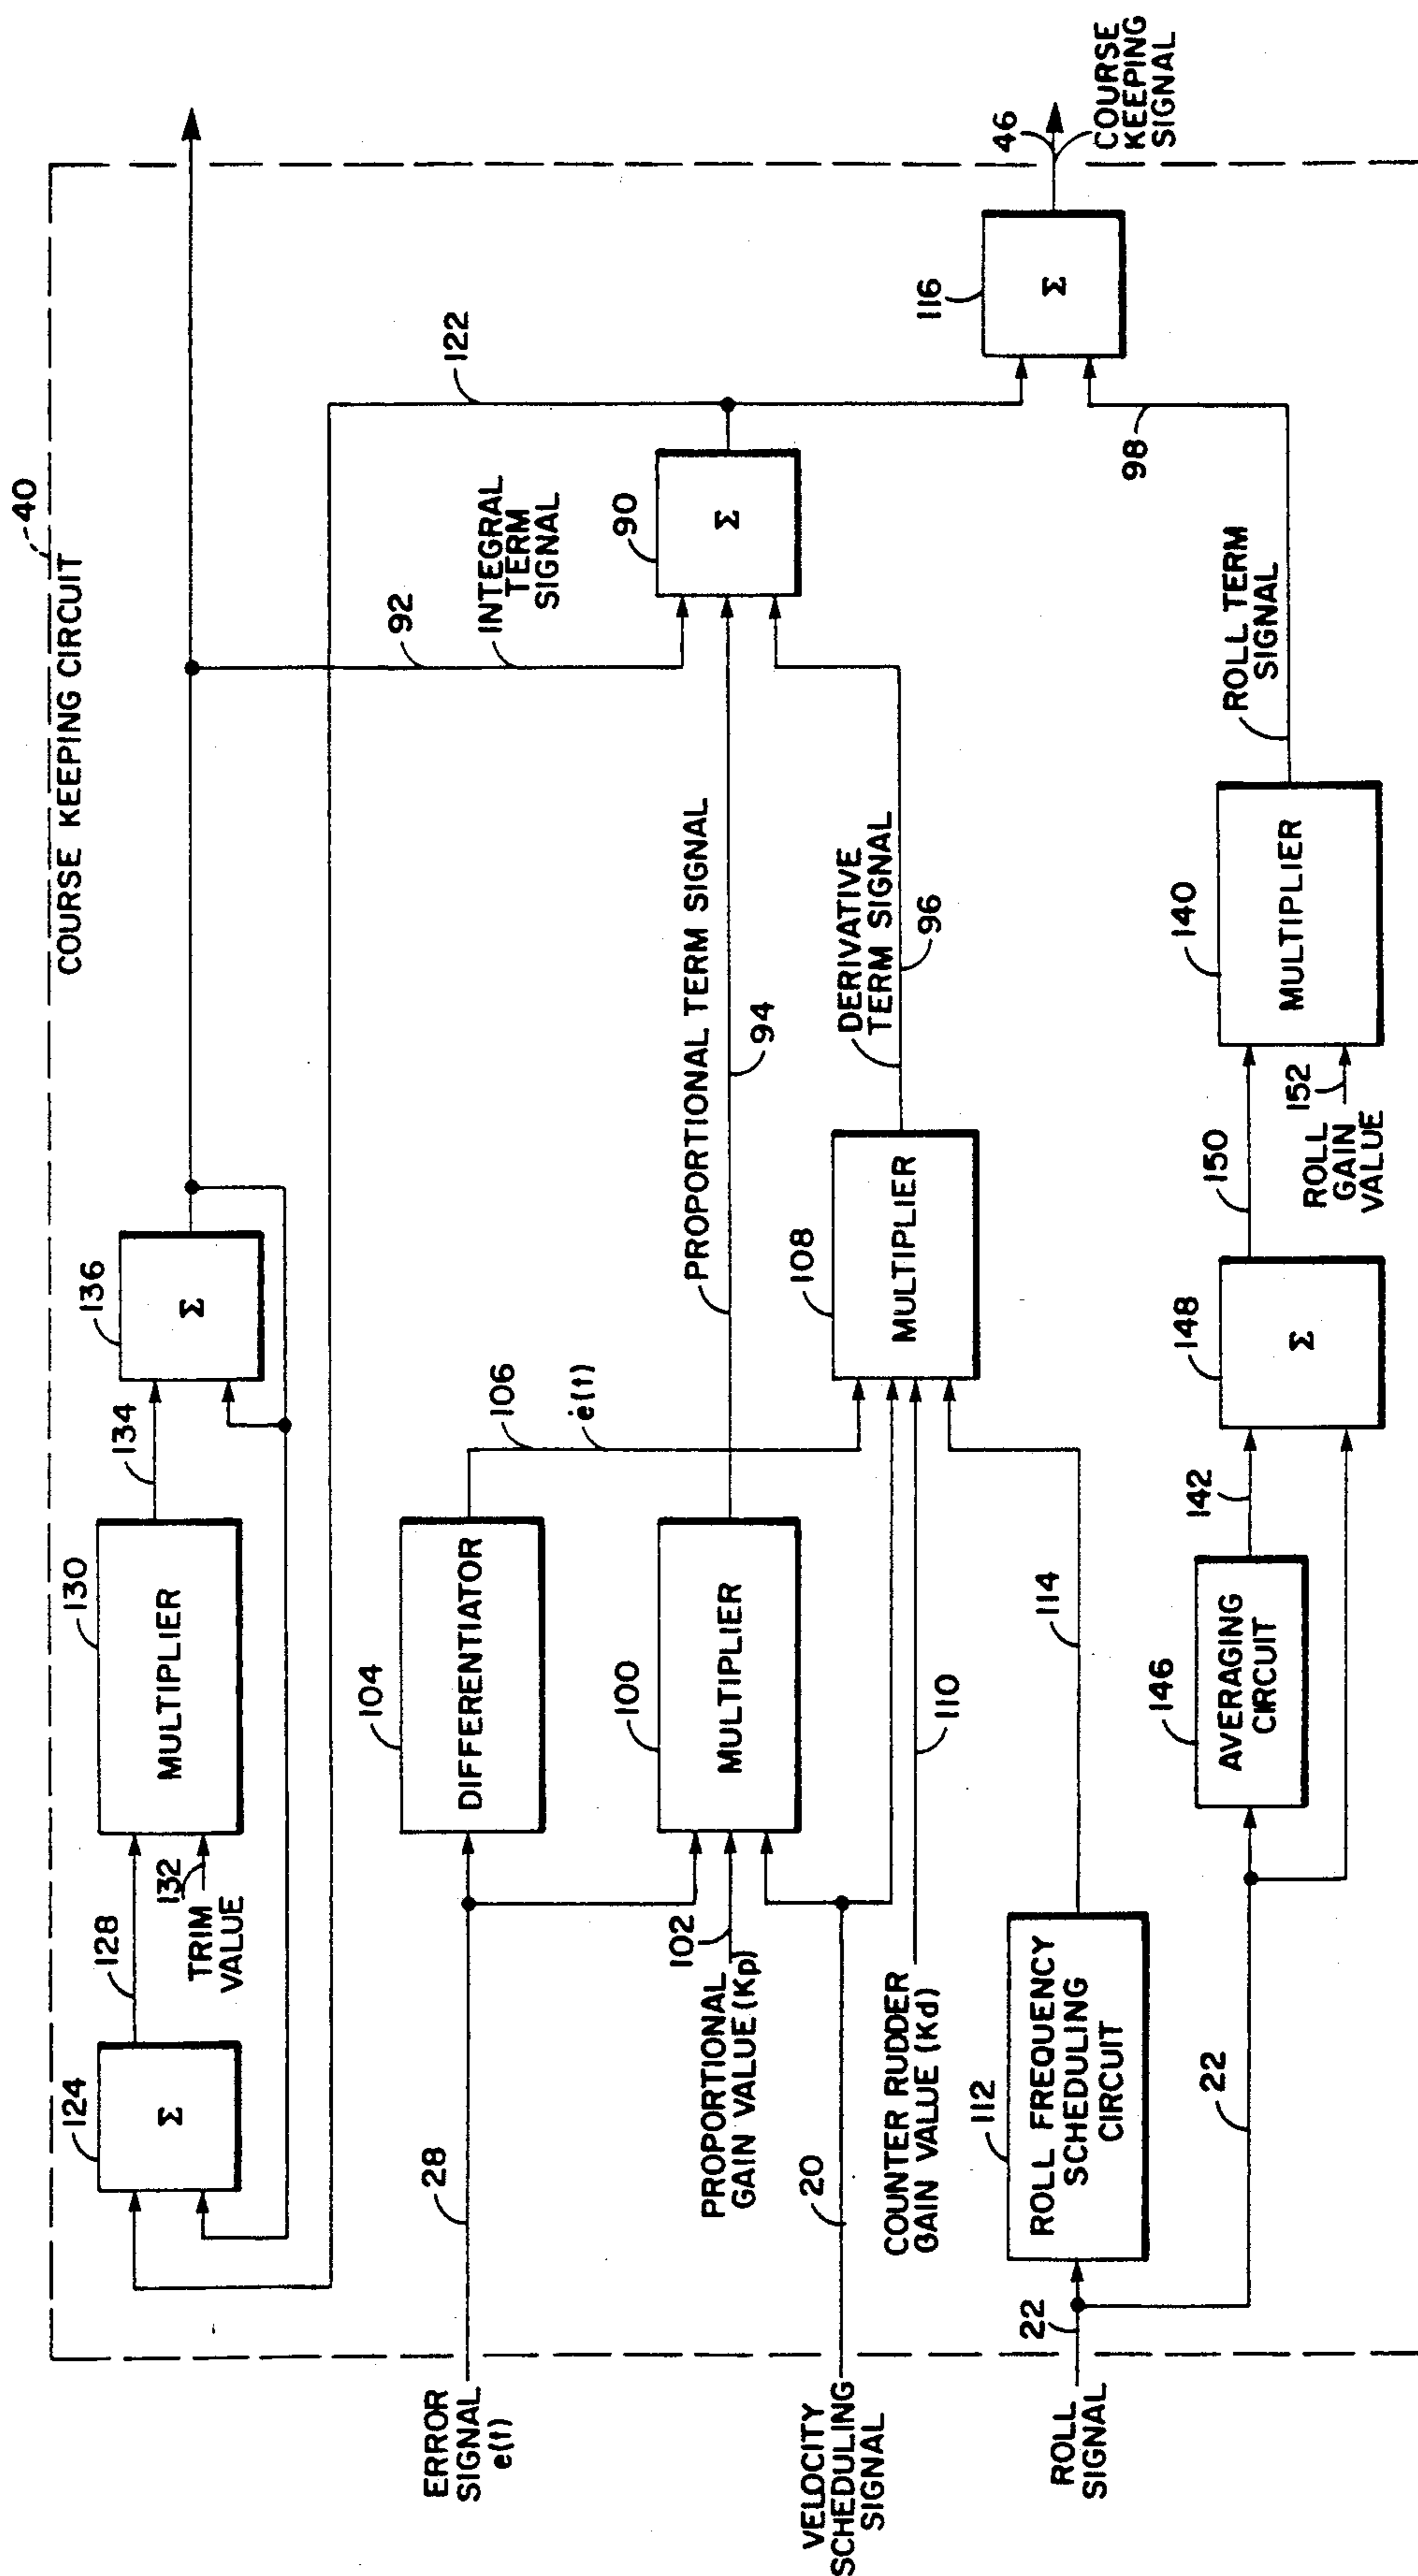 40
COURSE KEEPING CIRCUIT
124
Σ
128
132
TRIM
VALUE
130
MULTIPLIER
134
136
Σ
92
INTEGRAL
TERM
SIGNAL
122
ERROR
SIGNAL
e(t)
28
104
DIFFERENTIATOR
106
ė(t)
PROPORTIONAL
GAIN VALUE (Kp)
102
100
MULTIPLIER
PROPORTIONAL TERM SIGNAL
94
90
Σ
VELOCITY
SCHEDULING
SIGNAL
20
COUNTER RUDDER
GAIN VALUE (Kd)
110
108
MULTIPLIER
DERIVATIVE
TERM SIGNAL
96
116
Σ
46
COURSE
KEEPING
SIGNAL
ROLL
SIGNAL
22
112
ROLL FREQUENCY
SCHEDULING
CIRCUIT
114
22
146
AVERAGING
CIRCUIT
142
148
Σ
150
152
ROLL
GAIN
VALUE
140
MULTIPLIER
ROLL TERM
SIGNAL
98